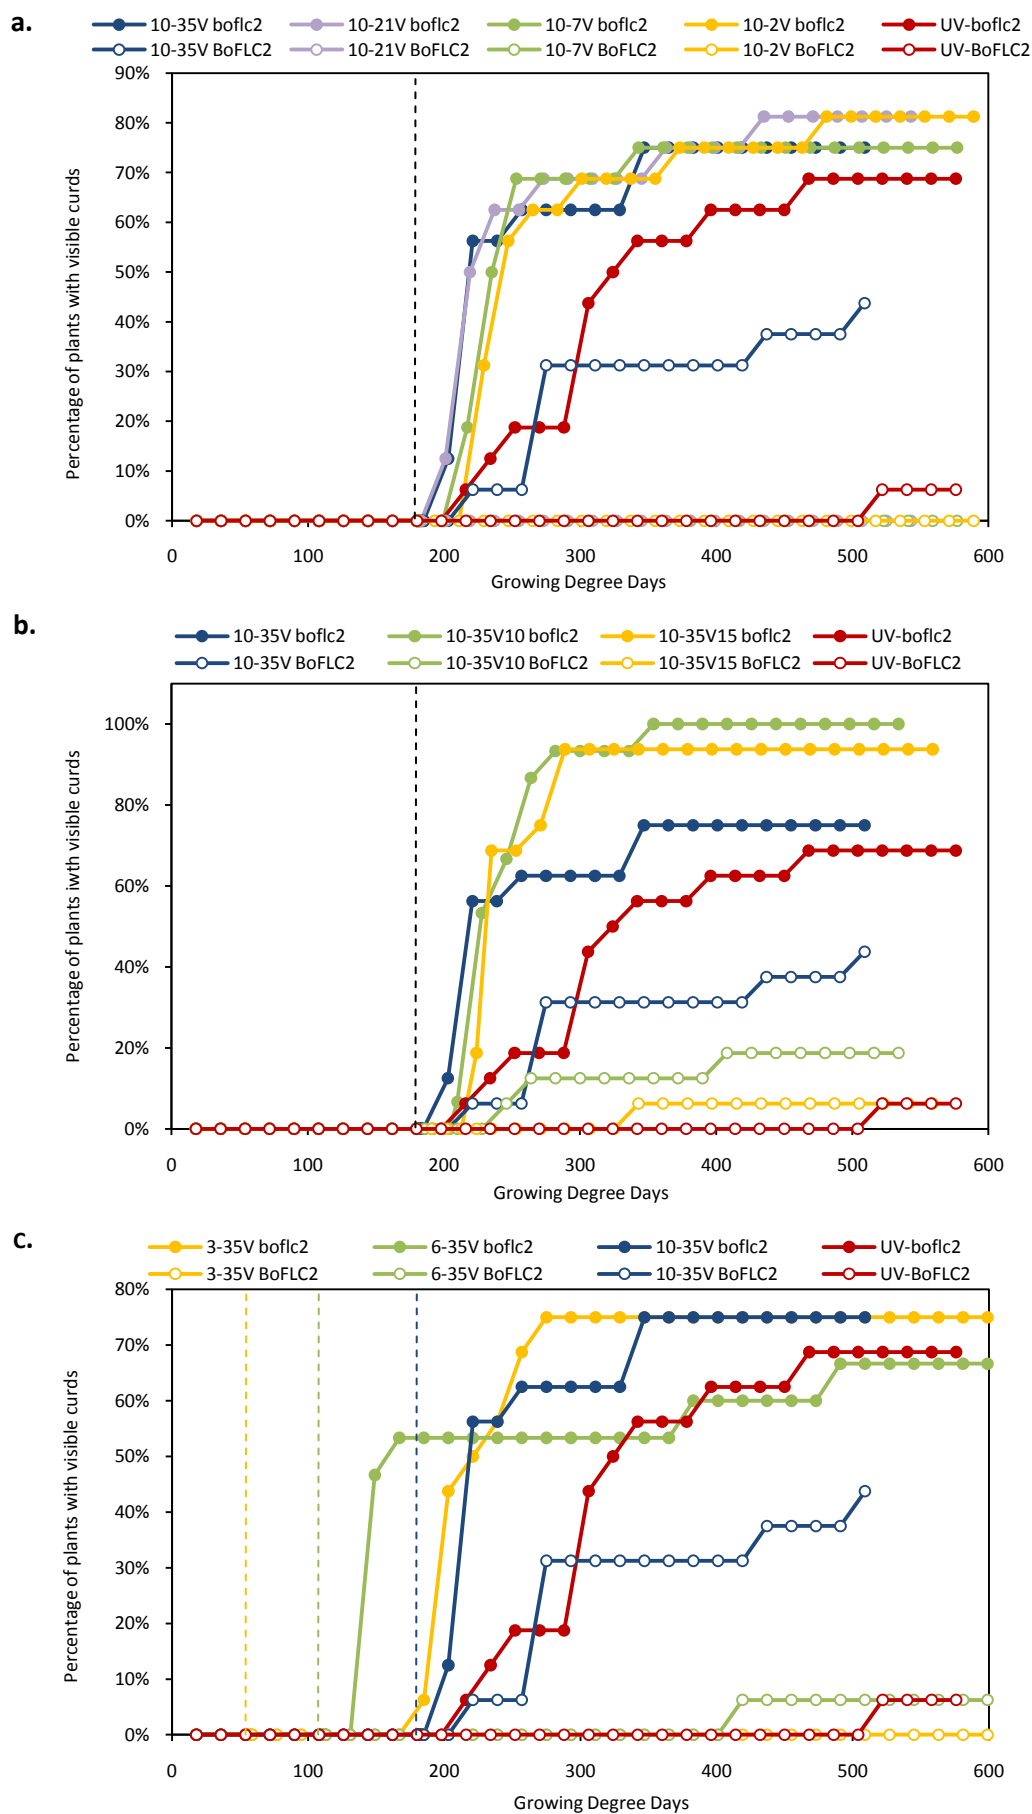 a.
10-35V boflc2 10-21V boflc2 10-7V boflc2 10-2V boflc2 UV-boflc2
10-35V BoFLC2 10-21V BoFLC2 10-7V BoFLC2 10-2V BoFLC2 UV-BoFLC2
Percentage of plants with visible curds
90%
80%
70%
60%
50%
40%
30%
20%
10%
0%
0 100 200 300 400 500 600
Growing Degree Days
b.
10-35V boflc2 10-35V10 boflc2 10-35V15 boflc2 UV-boflc2
10-35V BoFLC2 10-35V10 BoFLC2 10-35V15 BoFLC2 UV-BoFLC2
Percentage of plants iwth visible curds
100%
80%
60%
40%
20%
0%
0 100 200 300 400 500 600
Growing Degree Days
c.
3-35V boflc2 6-35V boflc2 10-35V boflc2 UV-boflc2
3-35V BoFLC2 6-35V BoFLC2 10-35V BoFLC2 UV-BoFLC2
Percentage of plants with visible curds
80%
70%
60%
50%
40%
30%
20%
10%
0%
0 100 200 300 400 500 600
Growing Degree Days